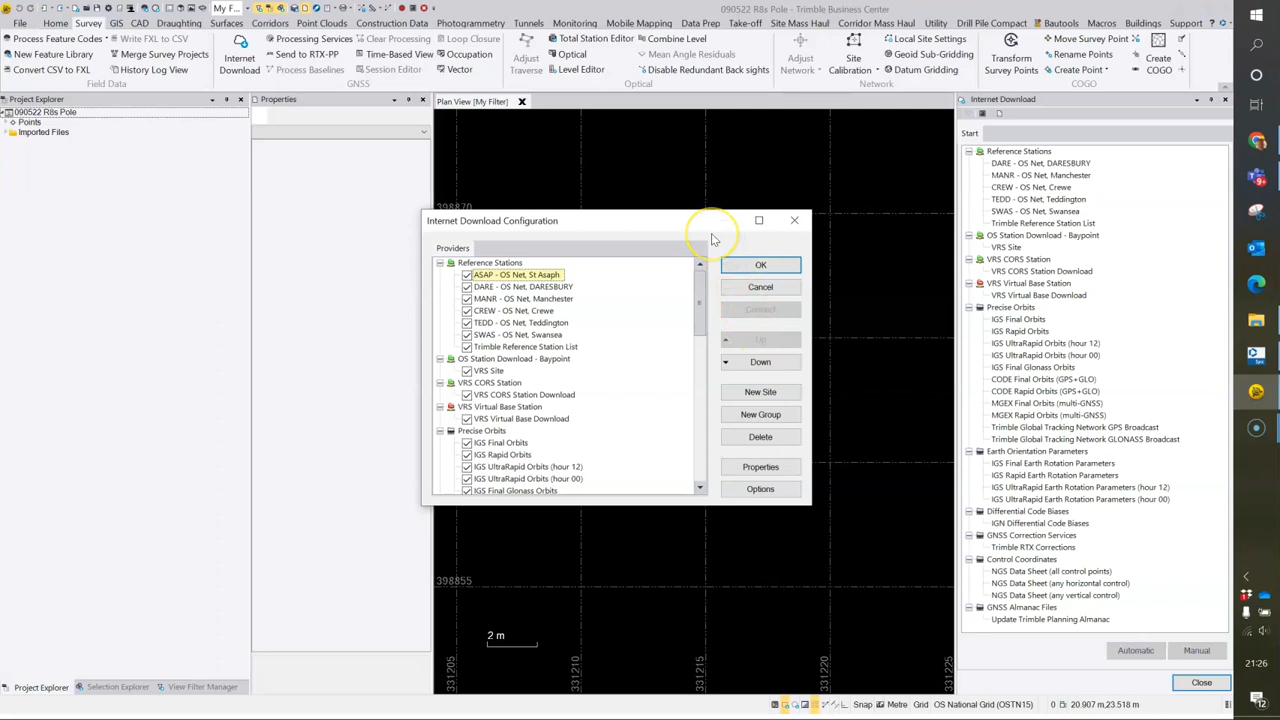 My F...
090522 R8s Pole - Trimble Business Center
File Home Survey GIS CAD Draughting Surfaces Corridors Point Clouds Construction Data Photogrammetry Tunnels Monitoring Mobile Mapping Data Prep Take-off Site Mass Haul Corridor Mass Haul Utility Drill Pile Compact Bautools Macros Buildings Support
Process Feature Codes Write FXL to CSV
New Feature Library Merge Survey Projects
Convert CSV to FXL History Log View
Field Data
Internet
Download
Processing Services Clear Processing Loop Closure
Send to RTX-PP Time-Based View Occupation
Process Baselines Session Editor Vector
GNSS
Adjust
Traverse
Total Station Editor Combine Level
Optical Mean Angle Residuals
Level Editor Disable Redundant Back sights
Optical
Adjust
Network
Site
Calibration
Local Site Settings
Geoid Sub-Gridding
Datum Gridding
Network
Transform
Survey Points
Move Survey Point
Rename Points
Create Point
Create
COGO
COGO
Project Explorer
090522 R8s Pole
Points
Imported Files
Properties
Plan View [My Filter]
398870
398855
2 m
331205
331210
331215
331220
331225
Internet Download Configuration
Providers
Reference Stations
ASAP - OS Net, St Asaph
DARE - OS Net, DARESBURY
MANR - OS Net, Manchester
CREW - OS Net, Crewe
TEDD - OS Net, Teddington
SWAS - OS Net, Swansea
Trimble Reference Station List
OS Station Download - Baypoint
VRS Site
VRS CORS Station
VRS CORS Station Download
VRS Virtual Base Station
VRS Virtual Base Download
Precise Orbits
IGS Final Orbits
IGS Rapid Orbits
IGS UltraRapid Orbits (hour 12)
IGS UltraRapid Orbits (hour 00)
IGS Final Glonass Orbits
OK
Cancel
Connect
Up
Down
New Site
New Group
Delete
Properties
Options
Internet Download
Start
Reference Stations
DARE - OS Net, DARESBURY
MANR - OS Net, Manchester
CREW - OS Net, Crewe
TEDD - OS Net, Teddington
SWAS - OS Net, Swansea
Trimble Reference Station List
OS Station Download - Baypoint
VRS Site
VRS CORS Station
VRS CORS Station Download
VRS Virtual Base Station
VRS Virtual Base Download
Precise Orbits
IGS Final Orbits
IGS Rapid Orbits
IGS UltraRapid Orbits (hour 12)
IGS UltraRapid Orbits (hour 00)
IGS Final Glonass Orbits
CODE Final Orbits (GPS+GLO)
CODE Rapid Orbits (GPS+GLO)
MGEX Final Orbits (multi-GNSS)
MGEX Rapid Orbits (multi-GNSS)
Trimble Global Tracking Network GPS Broadcast
Trimble Global Tracking Network GLONASS Broadcast
Earth Orientation Parameters
IGS Final Earth Rotation Parameters
IGS UltraRapid Earth Rotation Parameters (hour 12)
IGS UltraRapid Earth Rotation Parameters (hour 00)
Differential Code Biases
IGN Differential Code Biases
GNSS Correction Services
Trimble RTX Corrections
Control Coordinates
NGS Data Sheet (all control points)
NGS Data Sheet (any horizontal control)
NGS Data Sheet (any vertical control)
GNSS Almanac Files
Update Trimble Planning Almanac
Automatic Manual
Close
Project Explorer Selection Explorer View Filter Manager
Snap Metre Grid OS National Grid (OSTN15) 0 20.907 m,23.518 m
21:28